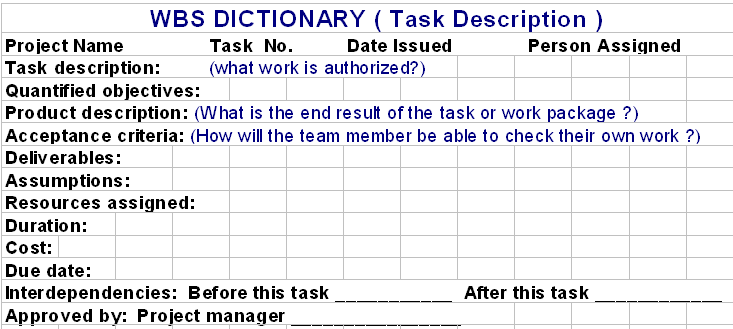 WBS DICTIONARY ( Task Description )
Project Name Task No. Date Issued Person Assigned
Task description: (what work is authorized?)
Quantified objectives:
Product description: (What is the end result of the task or work package ?)
Acceptance criteria: (How will the team member be able to check their own work ?)
Deliverables:
Assumptions:
Resources assigned:
Duration:
Cost:
Due date:
Interdependencies: Before this task ___________ After this task ____________
Approved by: Project manager ________________